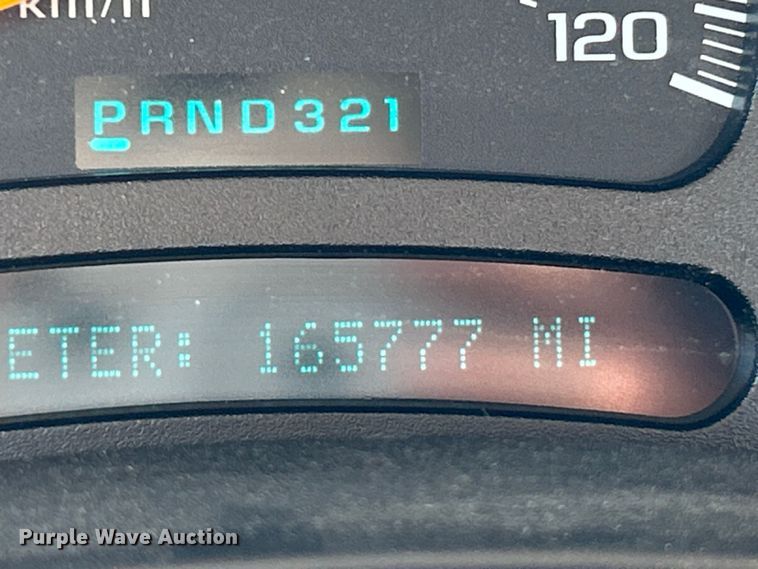 km/h
120
PRND321
ETER: 165777 MI
Purple Wave Auction